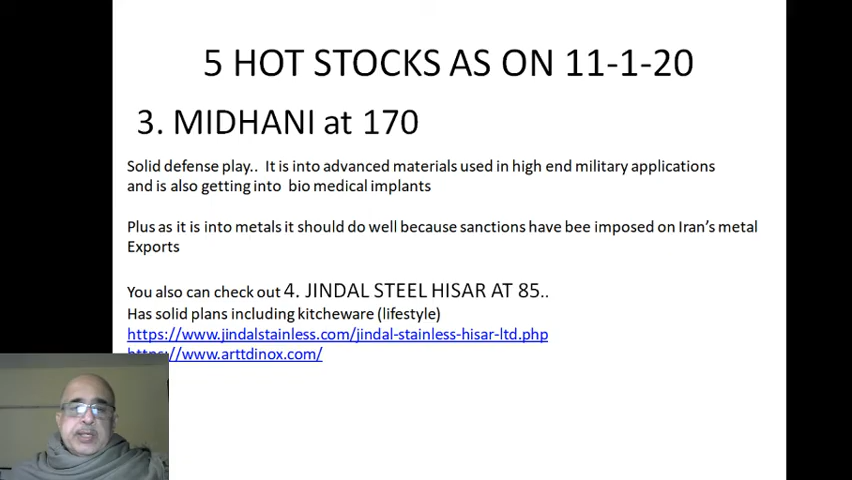 5 HOT STOCKS AS ON 11-1-20
3. MIDHANI at 170
Solid defense play.. It is into advanced materials used in high end military applications
and is also getting into bio medical implants
Plus as it is into metals it should do well because sanctions have bee imposed on Iran's metal
Exports
You also can check out 4. JINDAL STEEL HISAR AT 85..
Has solid plans including kitcheware (lifestyle)
https://www.jindalstainless.com/jindal-stainless-hisar-ltd.php
https://www.arttdinox.com/